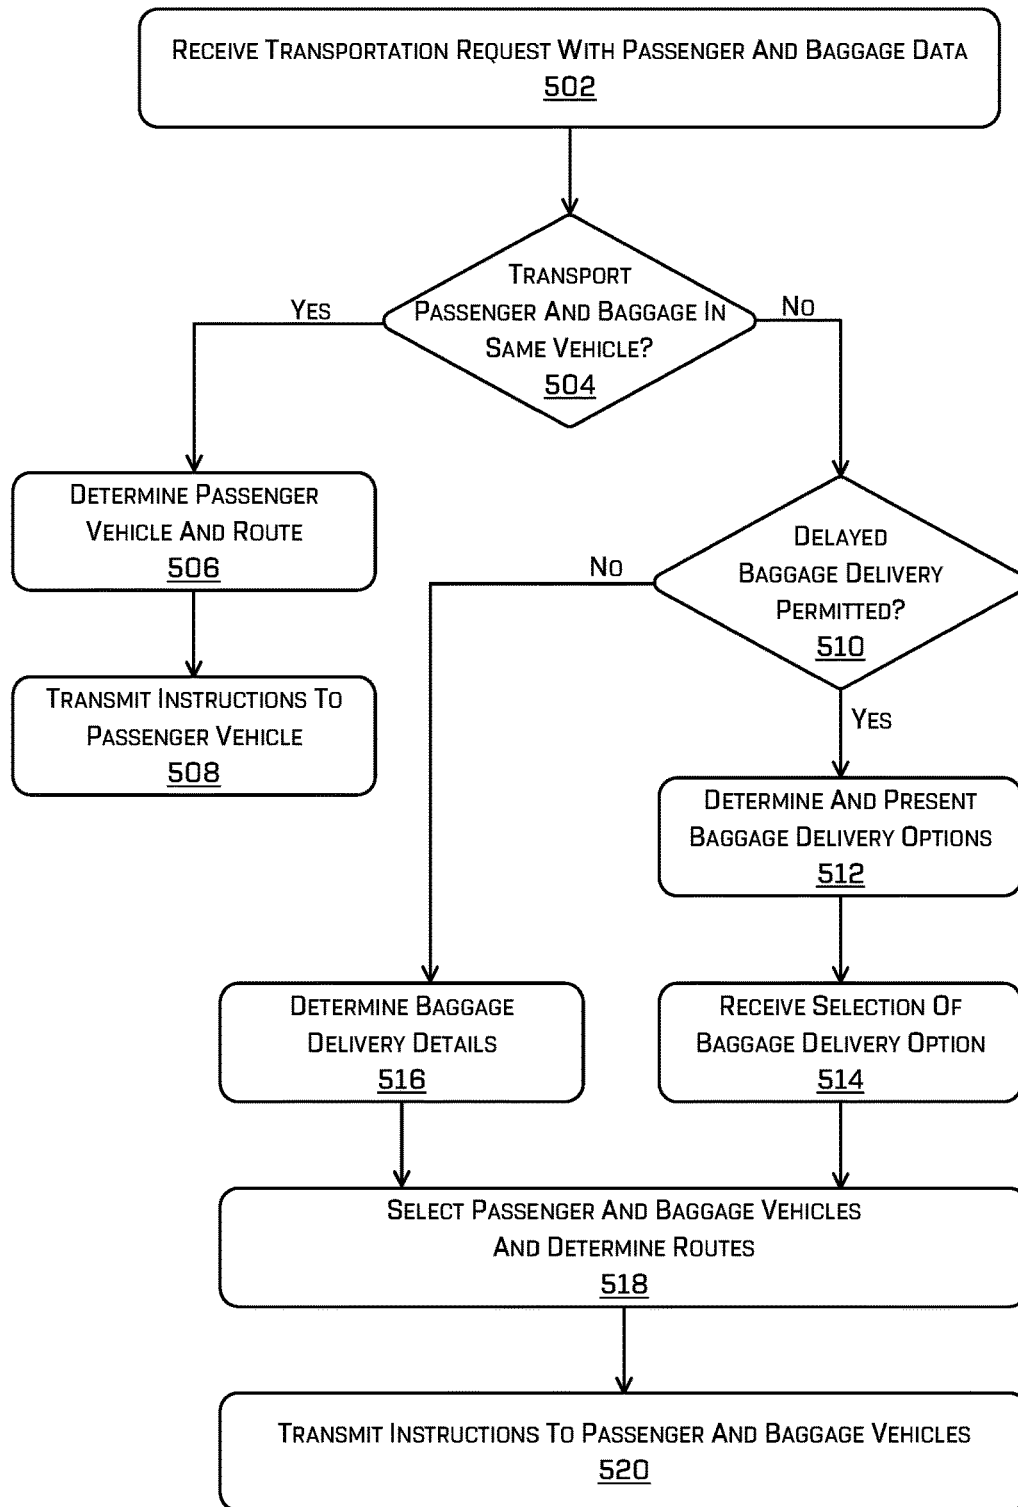 Receive Transportation Request With Passenger And Baggage Data
502
Transport
Passenger And Baggage In
Same Vehicle?
504
Yes
No
Determine Passenger
Vehicle And Route
506
Transmit Instructions To
Passenger Vehicle
508
Delayed
Baggage Delivery
Permitted?
510
No
Yes
Determine And Present
Baggage Delivery Options
512
Receive Selection Of
Baggage Delivery Option
514
Determine Baggage
Delivery Details
516
Select Passenger And Baggage Vehicles
And Determine Routes
518
Transmit Instructions To Passenger And Baggage Vehicles
520